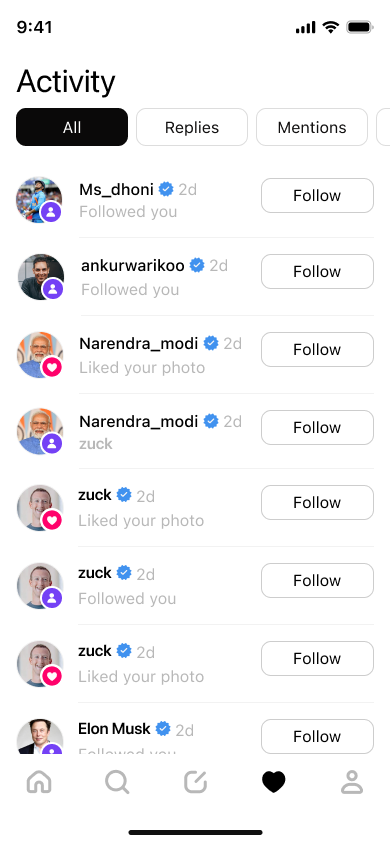 9:41
Activity
All Replies Mentions
Ms_dhoni 2d
Followed you
Follow
ankurwarikoo 2d
Followed you
Follow
Narendra_modi 2d
Liked your photo
Follow
Narendra_modi 2d
zuck
Follow
zuck 2d
Liked your photo
Follow
zuck 2d
Followed you
Follow
zuck 2d
Liked your photo
Follow
Elon Musk 2d
Followed you
Follow